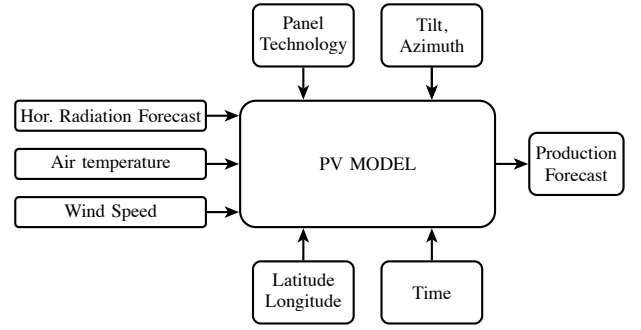 Panel
Technology
Tilt,
Azimuth
Hor. Radiation Forecast
Air temperature
Wind Speed
PV MODEL
Production
Forecast
Latitude
Longitude
Time